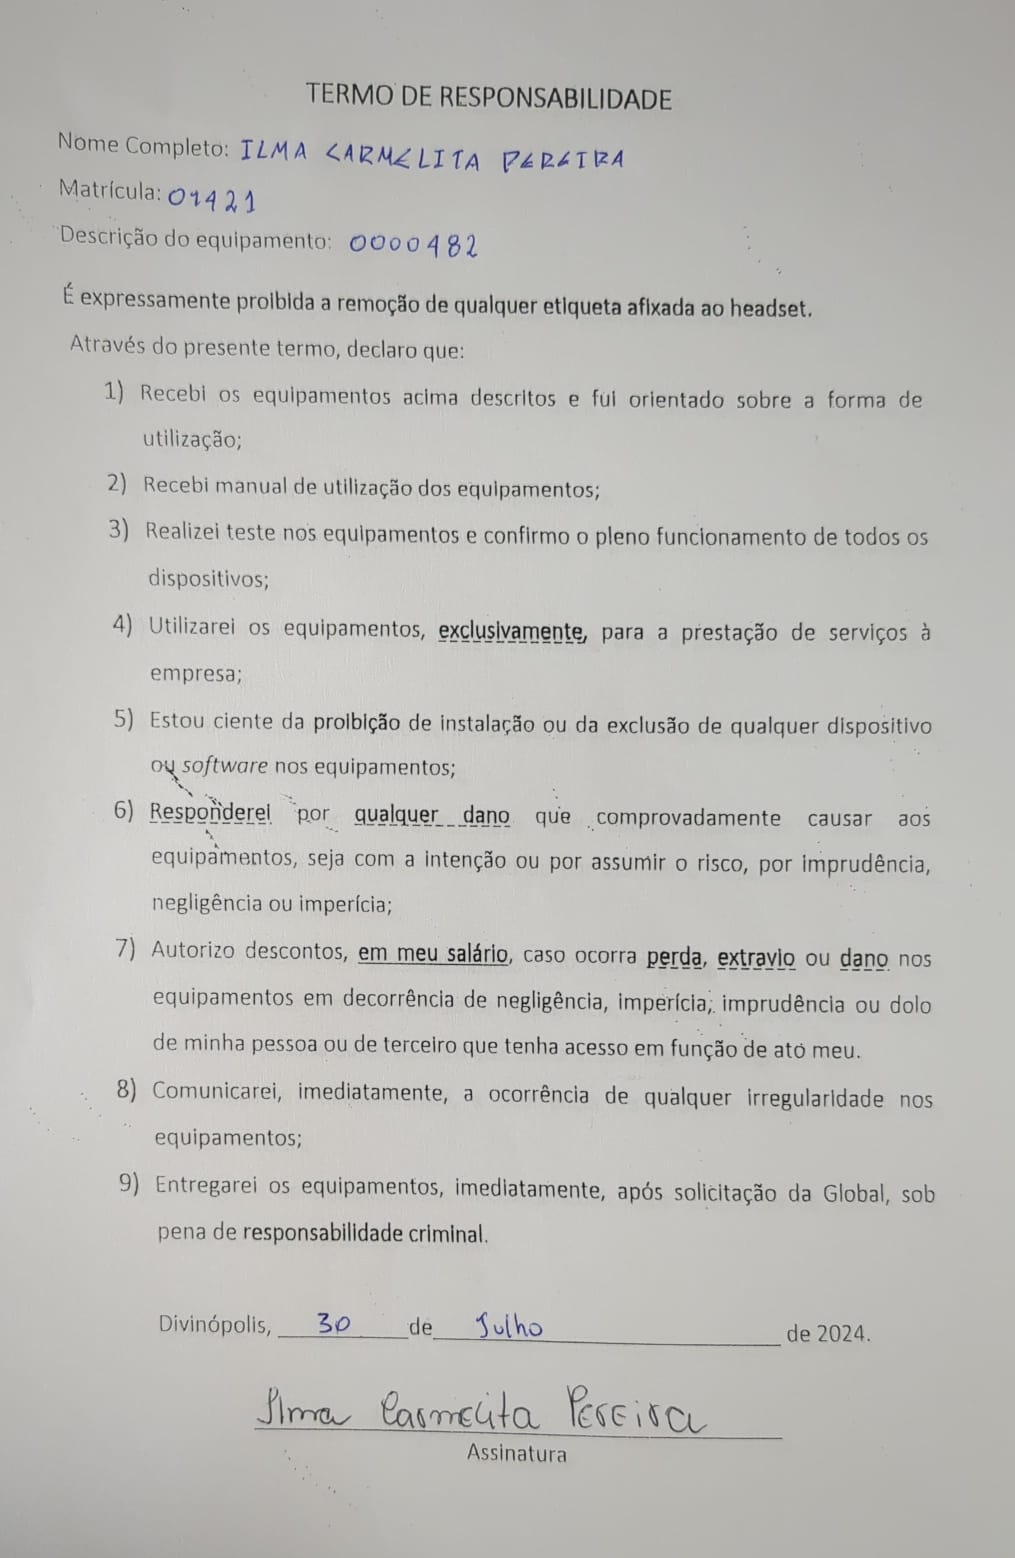 TERMO DE RESPONSABILIDADE
Nome Completo: ILMA CARMELITA PEREIRA
Matrícula: 01421
Descrição do equipamento: 0000482
É expressamente proibida a remoção de qualquer etiqueta afixada ao headset.
Através do presente termo, declaro que:
1) Recebi os equipamentos acima descritos e fui orientado sobre a forma de
utilização;
2) Recebi manual de utilização dos equipamentos;
3) Realizei teste nos equipamentos e confirmo o pleno funcionamento de todos os
dispositivos;
4) Utilizarei os equipamentos, exclusivamente, para a prestação de serviços à
empresa;
5) Estou ciente da proibição de instalação ou da exclusão de qualquer dispositivo
ou software nos equipamentos;
6) Responderei por qualquer dano que comprovadamente causar aos
equipamentos, seja com a intenção ou por assumir o risco, por imprudência,
negligência ou imperícia;
7) Autorizo descontos, em meu salário, caso ocorra perda, extravio ou dano nos
equipamentos em decorrência de negligência, imperícia, imprudência ou dolo
de minha pessoa ou de terceiro que tenha acesso em função de ato meu.
8) Comunicarei, imediatamente, a ocorrência de qualquer irregularidade nos
equipamentos;
9) Entregarei os equipamentos, imediatamente, após solicitação da Global, sob
pena de responsabilidade criminal.
Divinópolis, 30 de Julho de 2024.
Ilma Carmelita Pereira
Assinatura